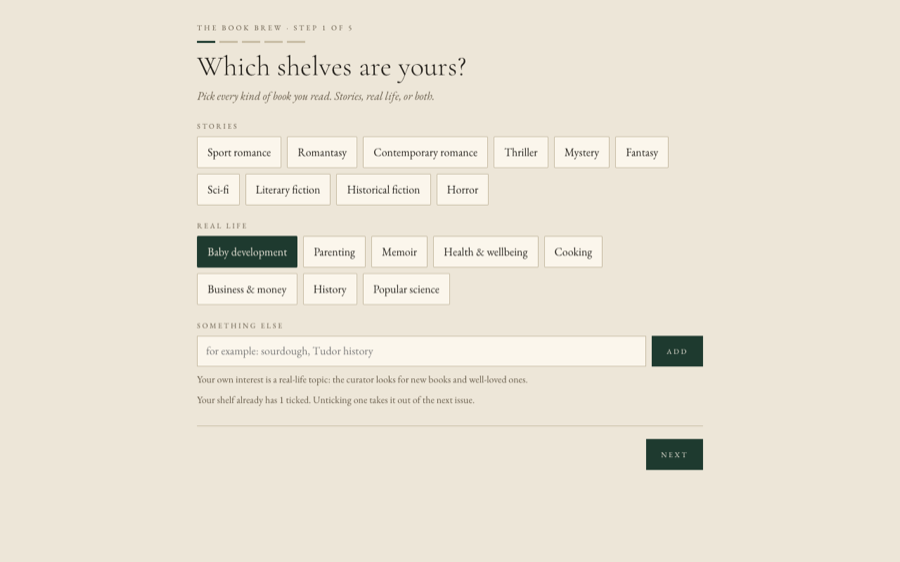 THE BOOK BREW · STEP 1 OF 5
Which shelves are yours?
Pick every kind of book you read. Stories, real life, or both.
STORIES
Sport romance Romantasy Contemporary romance Thriller Mystery Fantasy
Sci-fi Literary fiction Historical fiction Horror
REAL LIFE
Baby development Parenting Memoir Health & wellbeing Cooking
Business & money History Popular science
SOMETHING ELSE
for example: sourdough, Tudor history ADD
Your own interest is a real-life topic: the curator looks for new books and well-loved ones.
Your shelf already has 1 ticked. Unticking one takes it out of the next issue.
NEXT